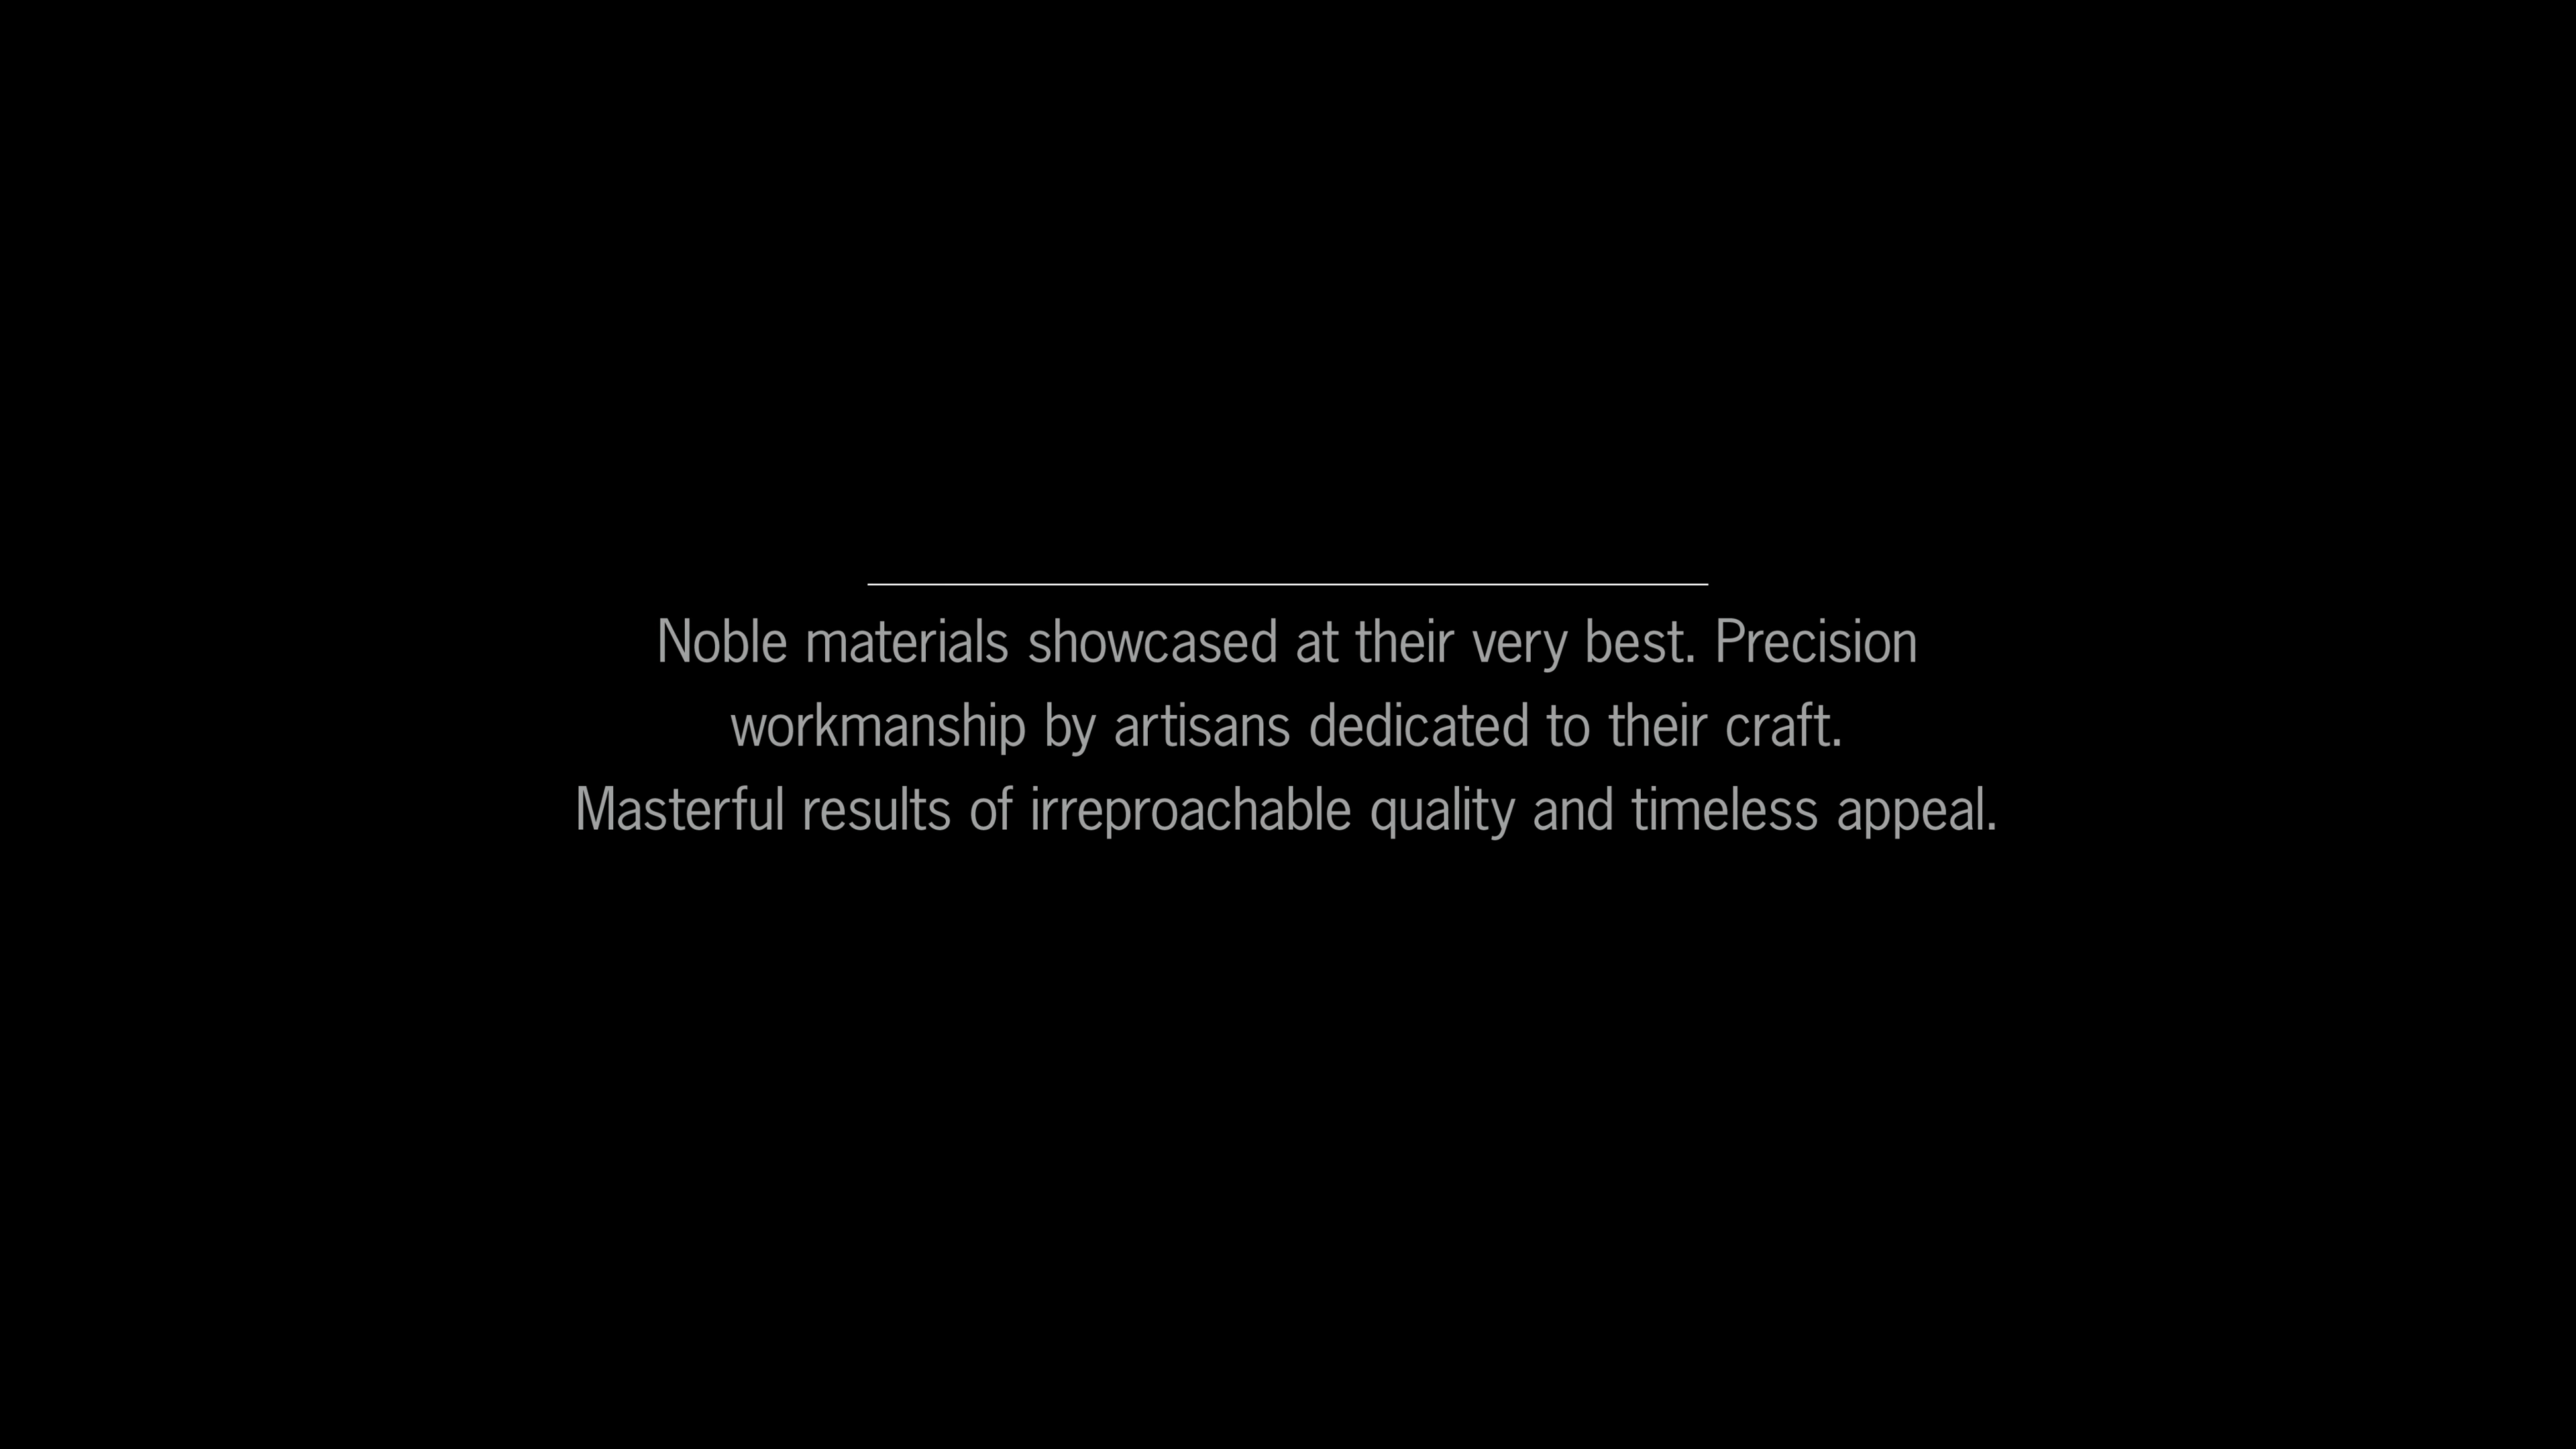 Noble materials showcased at their very best. Precision
workmanship by artisans dedicated to their craft.
Masterful results of irreproachable quality and timeless appeal.